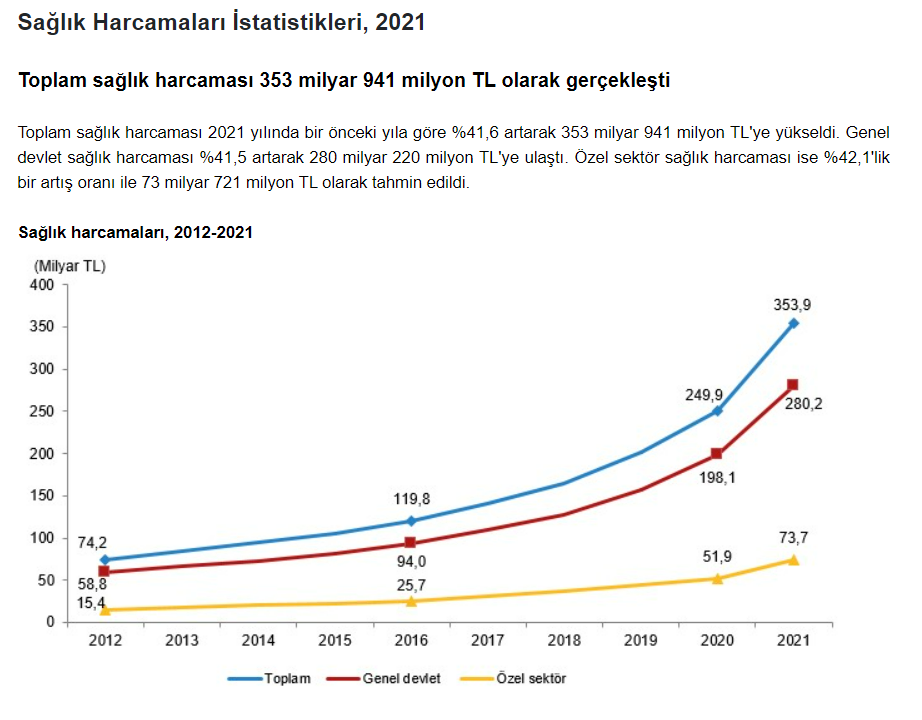 Sağlık Harcamaları İstatistikleri, 2021
Toplam sağlık harcaması 353 milyar 941 milyon TL olarak gerçekleşti
Toplam sağlık harcaması 2021 yılında bir önceki yıla göre %41,6 artarak 353 milyar 941 milyon TL'ye yükseldi. Genel
devlet sağlık harcaması %41,5 artarak 280 milyar 220 milyon TL'ye ulaştı. Özel sektör sağlık harcaması ise %42,1'lik
bir artış oranı ile 73 milyar 721 milyon TL olarak tahmin edildi.
Sağlık harcamaları, 2012-2021
(Milyar TL)
400
353,9
350
300
280,2
249,9
250
200
198,1
150
119,8
100
94,0
74,2
73,7
58,8
51,9
50
25,7
15,4
0
2012 2013 2014 2015 2016 2017 2018 2019 2020 2021
Toplam Genel devlet Özel sektör